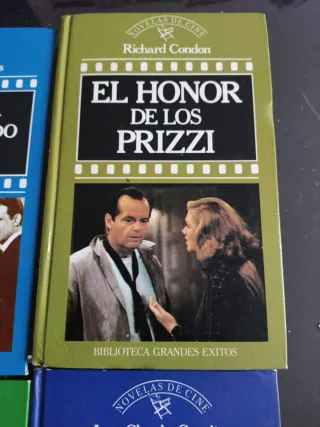 NOVELAS DE CINE
Richard Condon
EL HONOR
DE LOS
PRIZZI
BIBLIOTECA GRANDES EXITOS
NOVELAS DE CINE